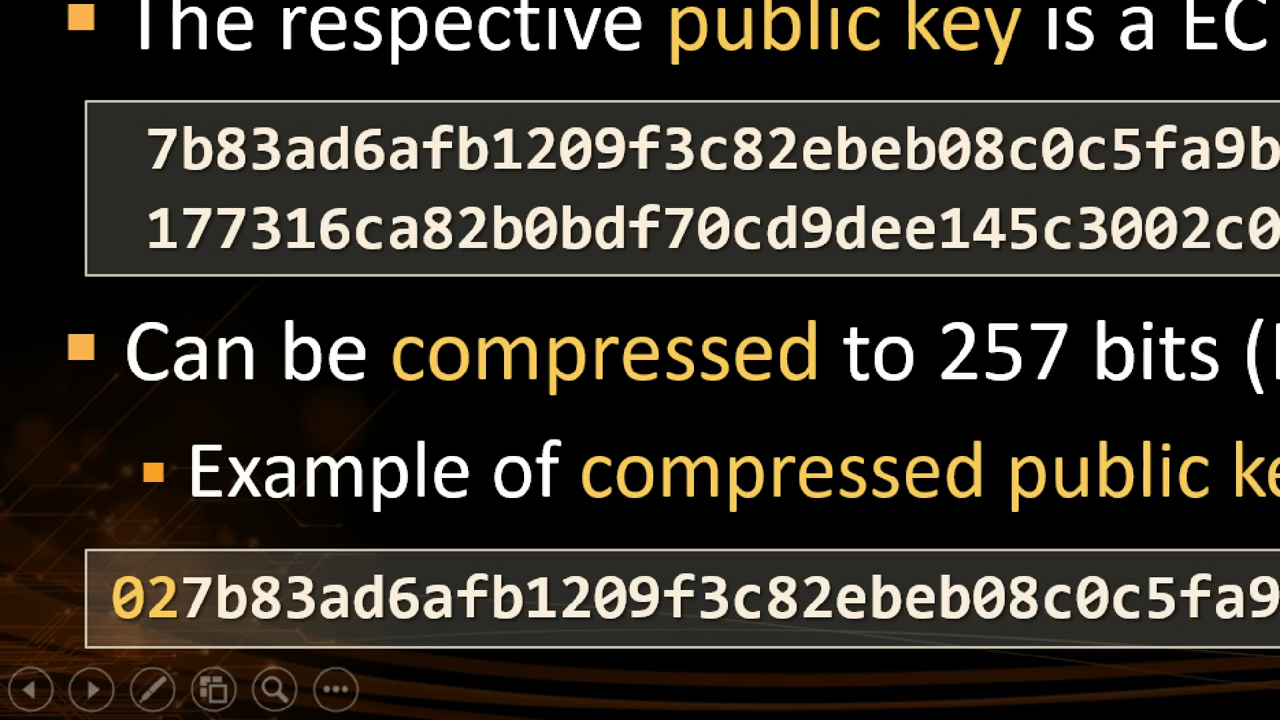 The respective public key is a EC
7b83ad6afb1209f3c82ebeb08c0c5fa9b
177316ca82b0bdf70cd9dee145c3002c0
Can be compressed to 257 bits (
Example of compressed public ke
027b83ad6afb1209f3c82ebeb08c0c5fa9